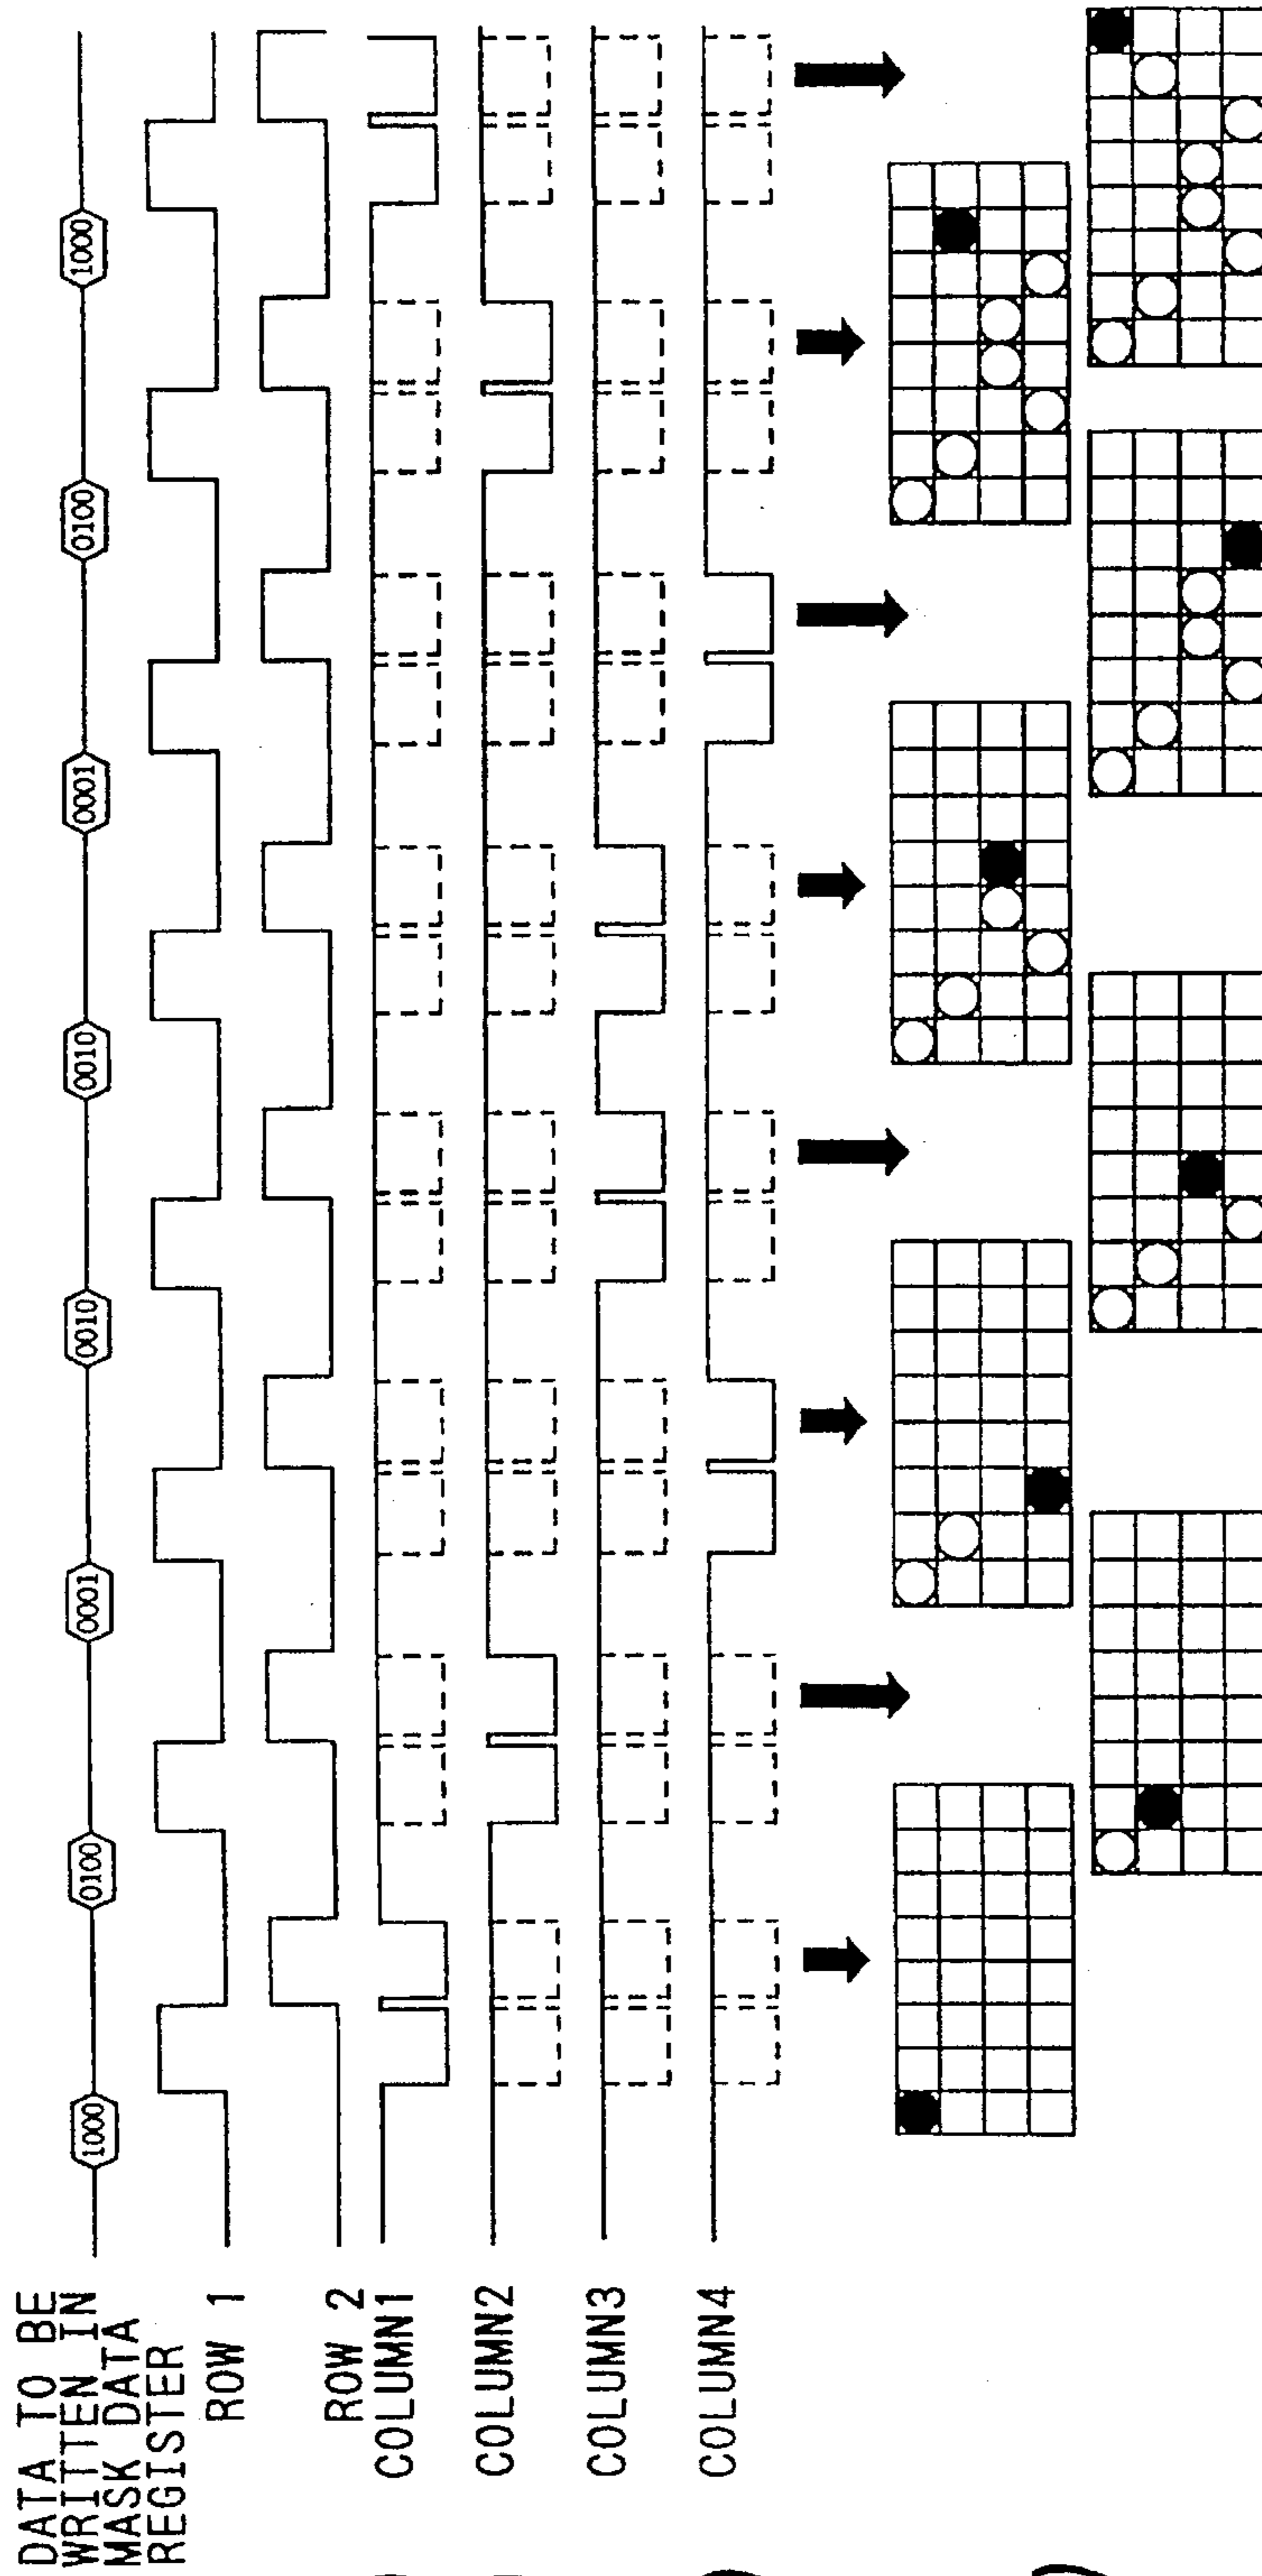 DATA TO BE
WRITTEN IN
MASK DATA
REGISTER
1000 0100 0001 0010 0010 0001 0100 1000
ROW 1
ROW 2
COLUMN1
COLUMN2
COLUMN3
COLUMN4